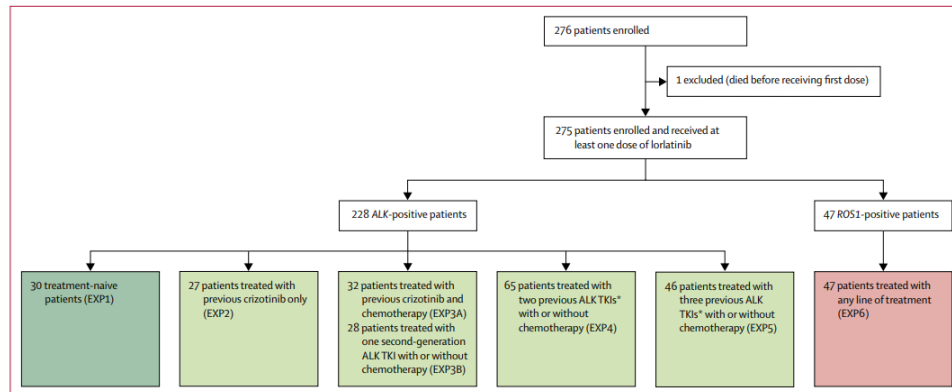 276 patients enrolled
1 excluded (died before receiving first dose)
275 patients enrolled and received at
least one dose of lorlatinib
228 ALK-positive patients
47 ROS1-positive patients
30 treatment-naive
patients (EXP1)
27 patients treated with
previous crizotinib only
(EXP2)
32 patients treated with
previous crizotinib and
chemotherapy (EXP3A)
28 patients treated with
one second-generation
ALK TKI with or without
chemotherapy (EXP3B)
65 patients treated with
two previous ALK TKIs*
with or without
chemotherapy (EXP4)
46 patients treated with
three previous ALK
TKIs* with or without
chemotherapy (EXP5)
47 patients treated with
any line of treatment
(EXP6)